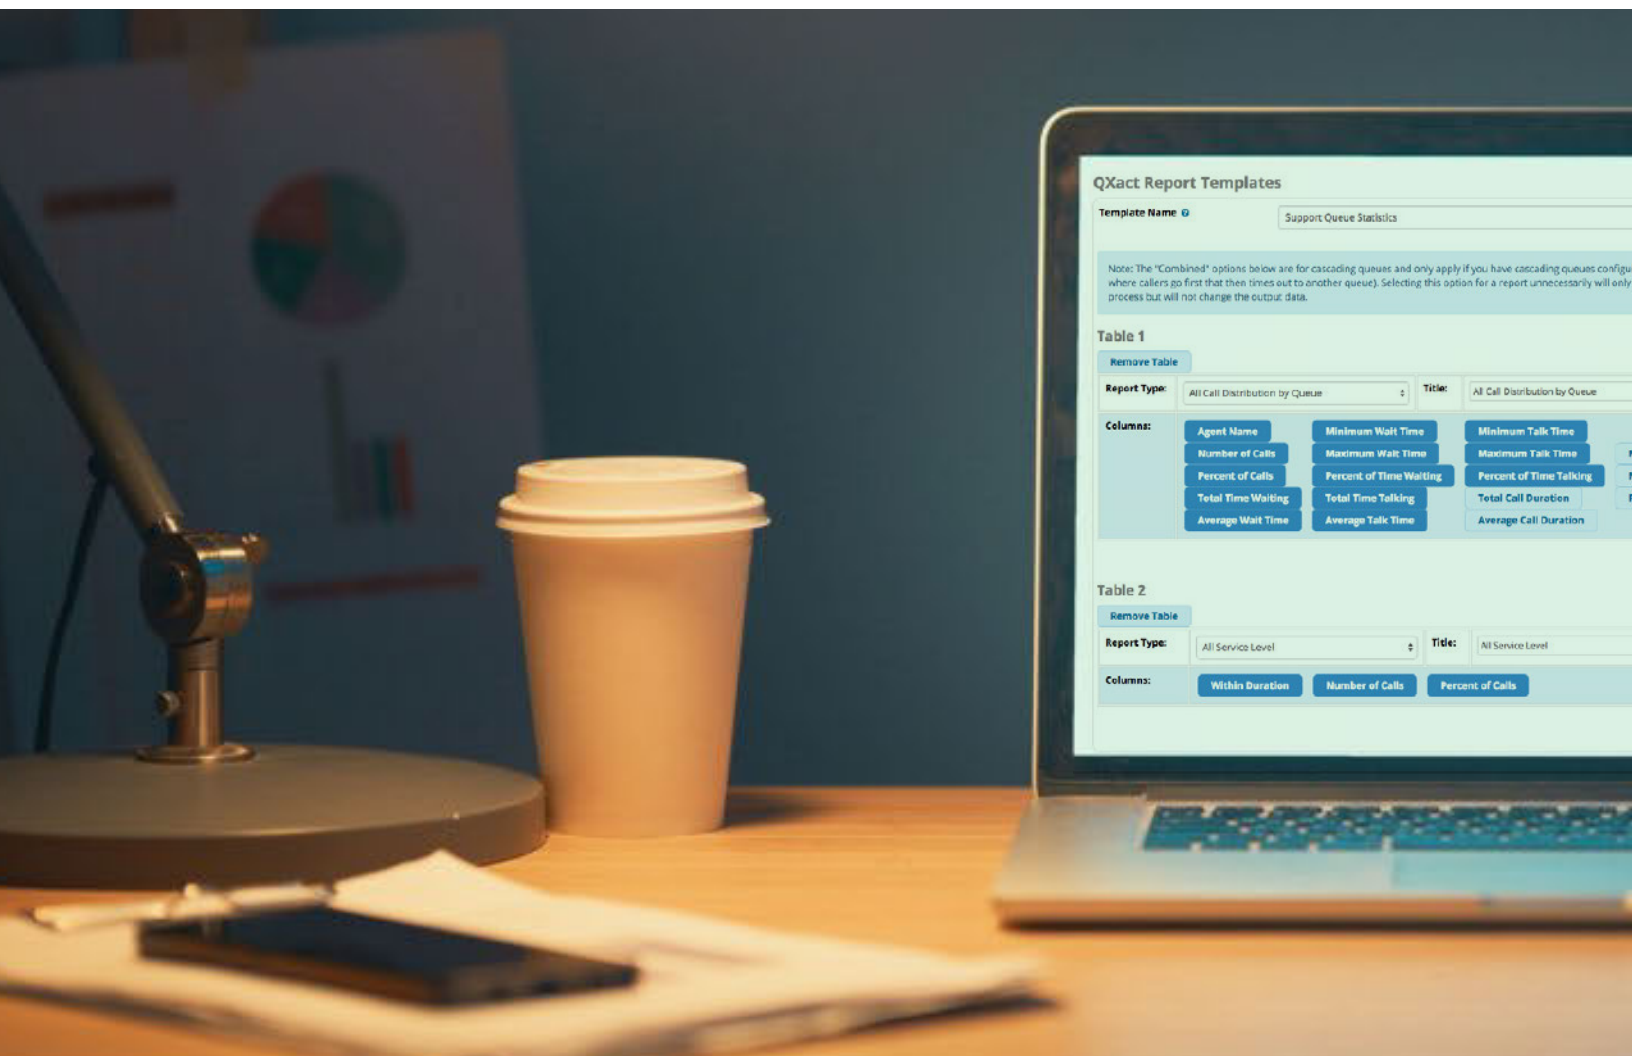 QXact Report Templates
Template Name
Support Queue Statistics
Note: The "Combined" options below are for cascading queues and only apply if you have cascading queues configu
where callers go first that then times out to another queue). Selecting this option for a report unnecessarily will only
process but will not change the output data.
Table 1
Remove Table
Report Type: All Call Distribution by Queue Title: All Call Distribution by Queue
Columns: Agent Name Minimum Wait Time Minimum Talk Time
Number of Calls Maximum Wait Time Maximum Talk Time
Percent of Calls Percent of Time Waiting Percent of Time Talking
Total Time Waiting Total Time Talking Total Call Duration
Average Wait Time Average Talk Time Average Call Duration
Table 2
Remove Table
Report Type: All Service Level Title: All Service Level
Columns: Within Duration Number of Calls Percent of Calls